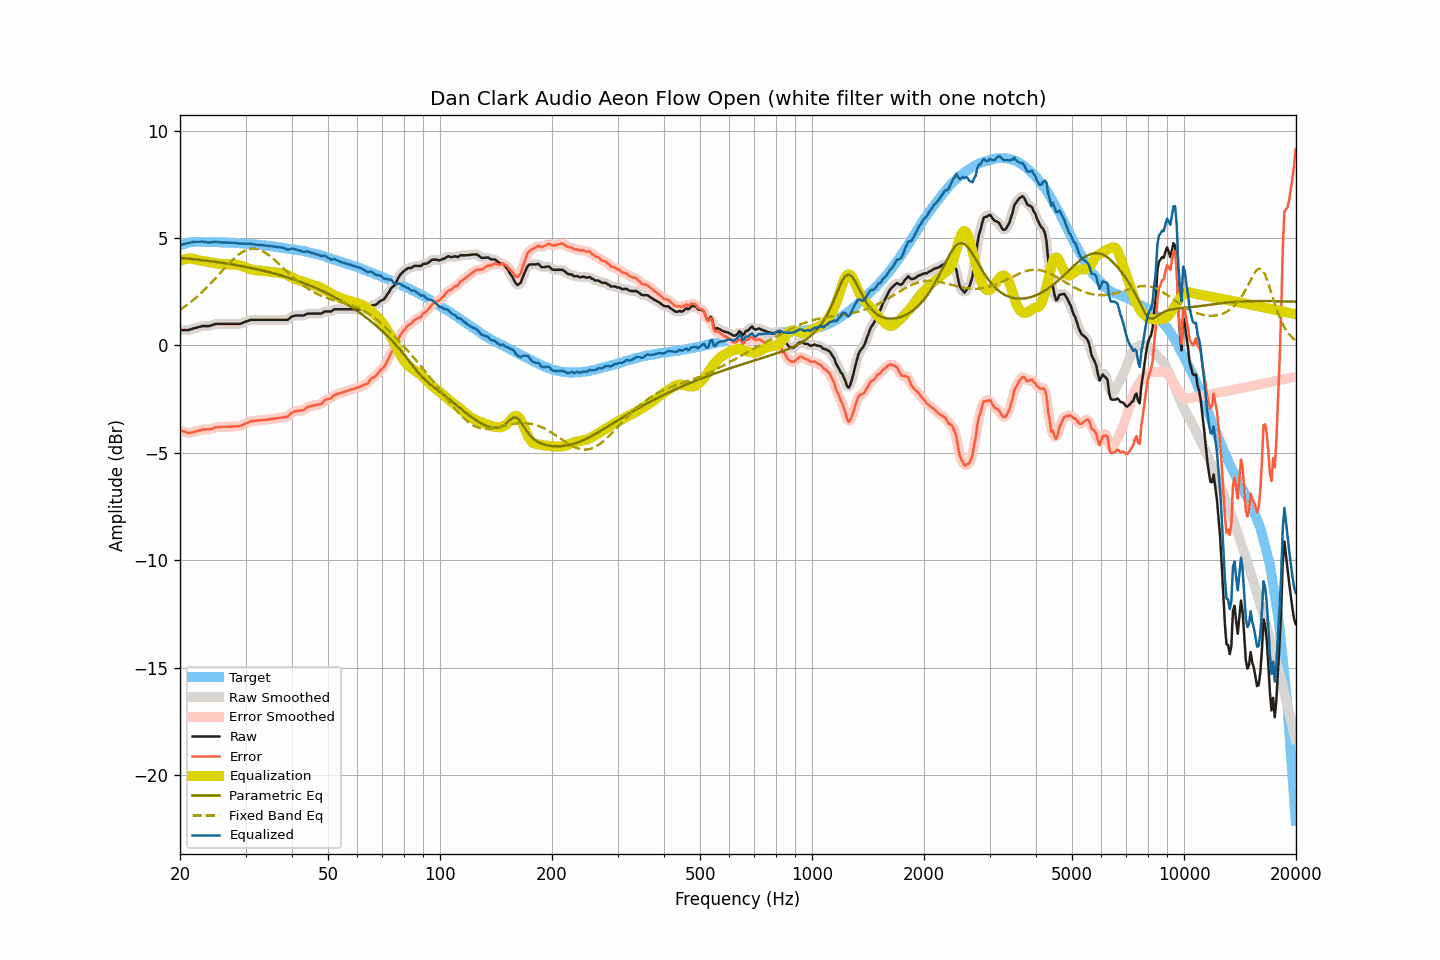 Dan Clark Audio Aeon Flow Open (white filter with one notch)
10
5
0
−5
−10
−15
−20
Amplitude (dBr)
Target
Raw Smoothed
Error Smoothed
Raw
Error
Equalization
Parametric Eq
Fixed Band Eq
Equalized
20 50 100 200 500 1000 2000 5000 10000 20000
Frequency (Hz)